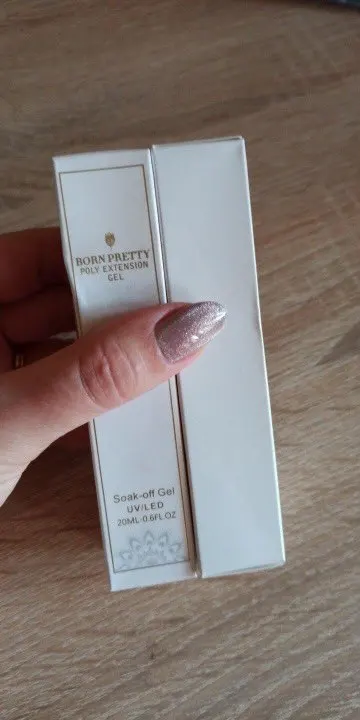 BORN PRETTY
POLY EXTENSION
GEL
Soak-off Gel
UV/LED
20ML-0.6FL OZ